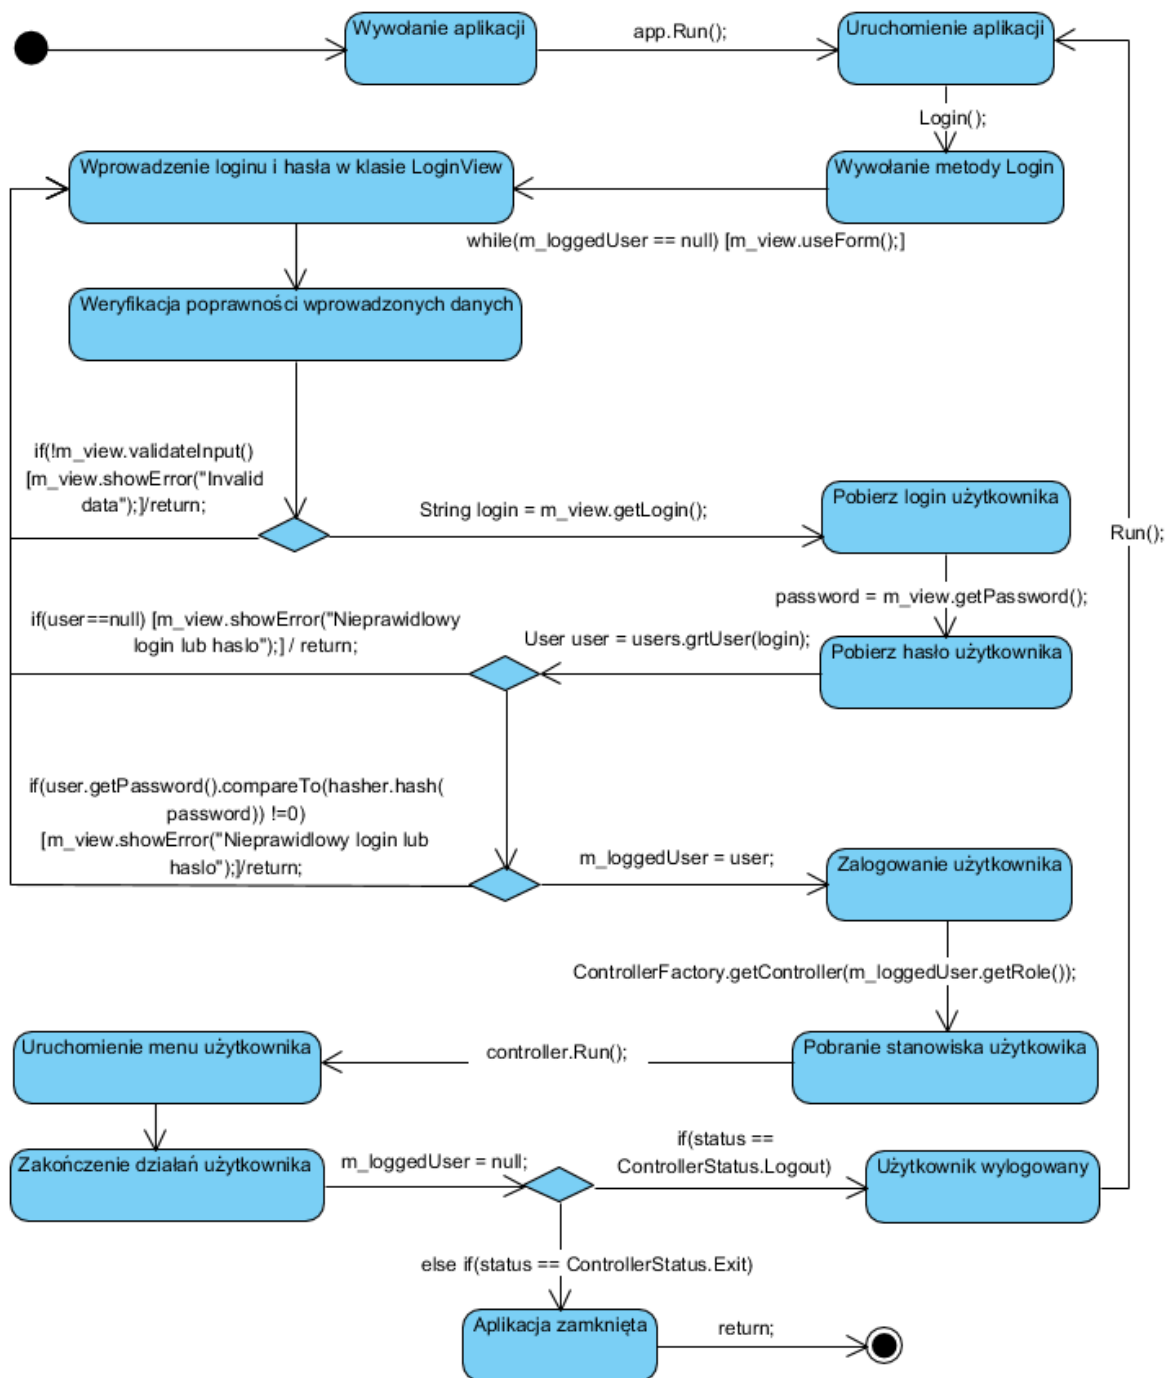 Wywołanie aplikacji
app.Run();
Uruchomienie aplikacji
Login();
Wprowadzenie loginu i hasła w klasie LoginView
Wywołanie metody Login
while(m_loggedUser == null) [m_view.useForm();]
Weryfikacja poprawności wprowadzonych danych
if(!m_view.validateInput()
[m_view.showError("Invalid
data");]/return;
String login = m_view.getLogin();
Pobierz login użytkownika
Run();
password = m_view.getPassword();
if(user==null) [m_view.showError("Nieprawidlowy
login lub haslo");] / return;
User user = users.grtUser(login);
Pobierz hasło użytkownika
if(user.getPassword().compareTo(hasher.hash(
password)) !=0)
[m_view.showError("Nieprawidlowy login lub
haslo");]/return;
m_loggedUser = user;
Zalogowanie użytkownika
ControllerFactory.getController(m_loggedUser.getRole());
Uruchomienie menu użytkownika
controller.Run();
Pobranie stanowiska użytkowika
Zakończenie działań użytkownika
m_loggedUser = null;
if(status ==
ControllerStatus.Logout)
Użytkownik wylogowany
else if(status == ControllerStatus.Exit)
Aplikacja zamknięta
return;